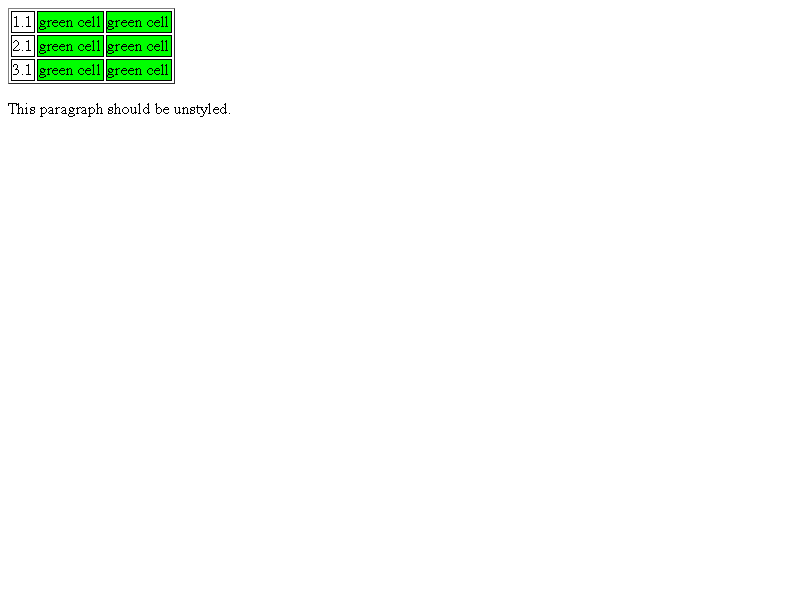 1.1 green cell green cell
2.1 green cell green cell
3.1 green cell green cell
This paragraph should be unstyled.